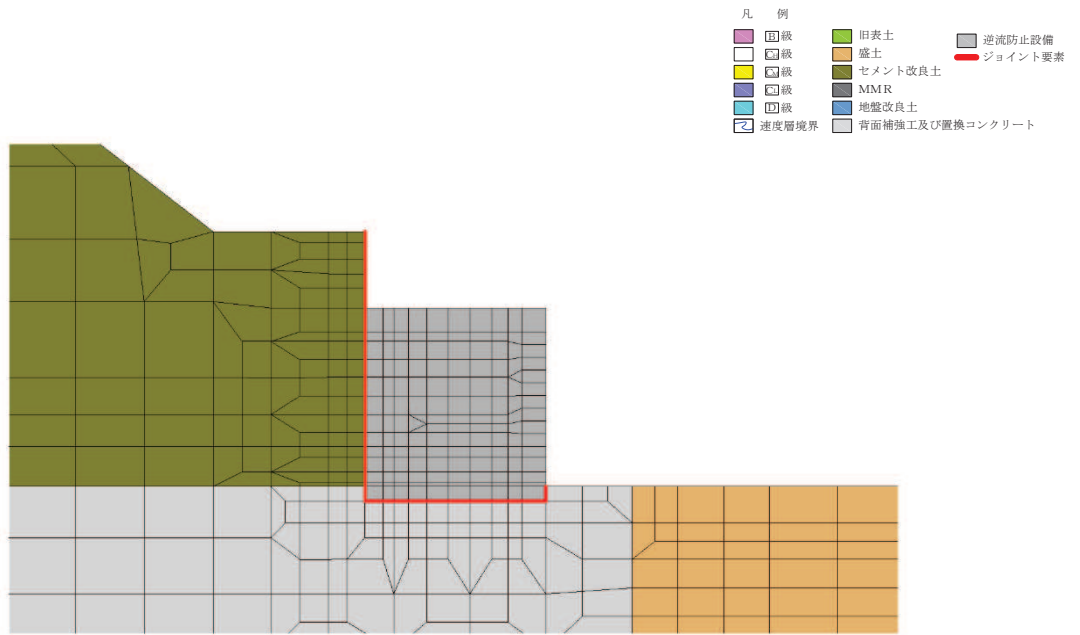 凡 例
B級
CH級
CM級
CL級
D級
速度層境界
旧表土
盛土
セメント改良土
MMR
地盤改良土
背面補強工及び置換コンクリート
逆流防止設備
ジョイント要素